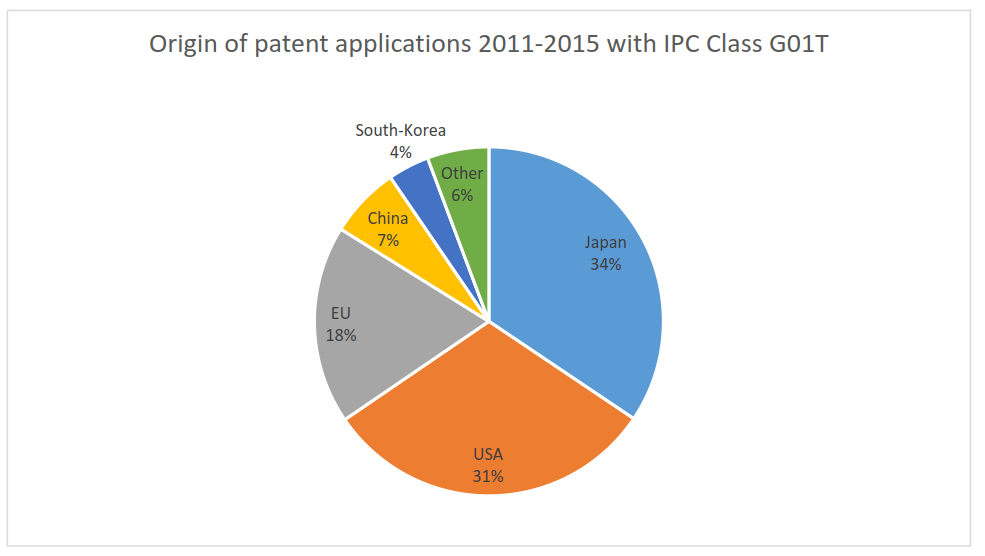 Origin of patent applications 2011-2015 with IPC Class G01T
South-Korea
4%
Other
6%
Japan
34%
China
7%
EU
18%
USA
31%